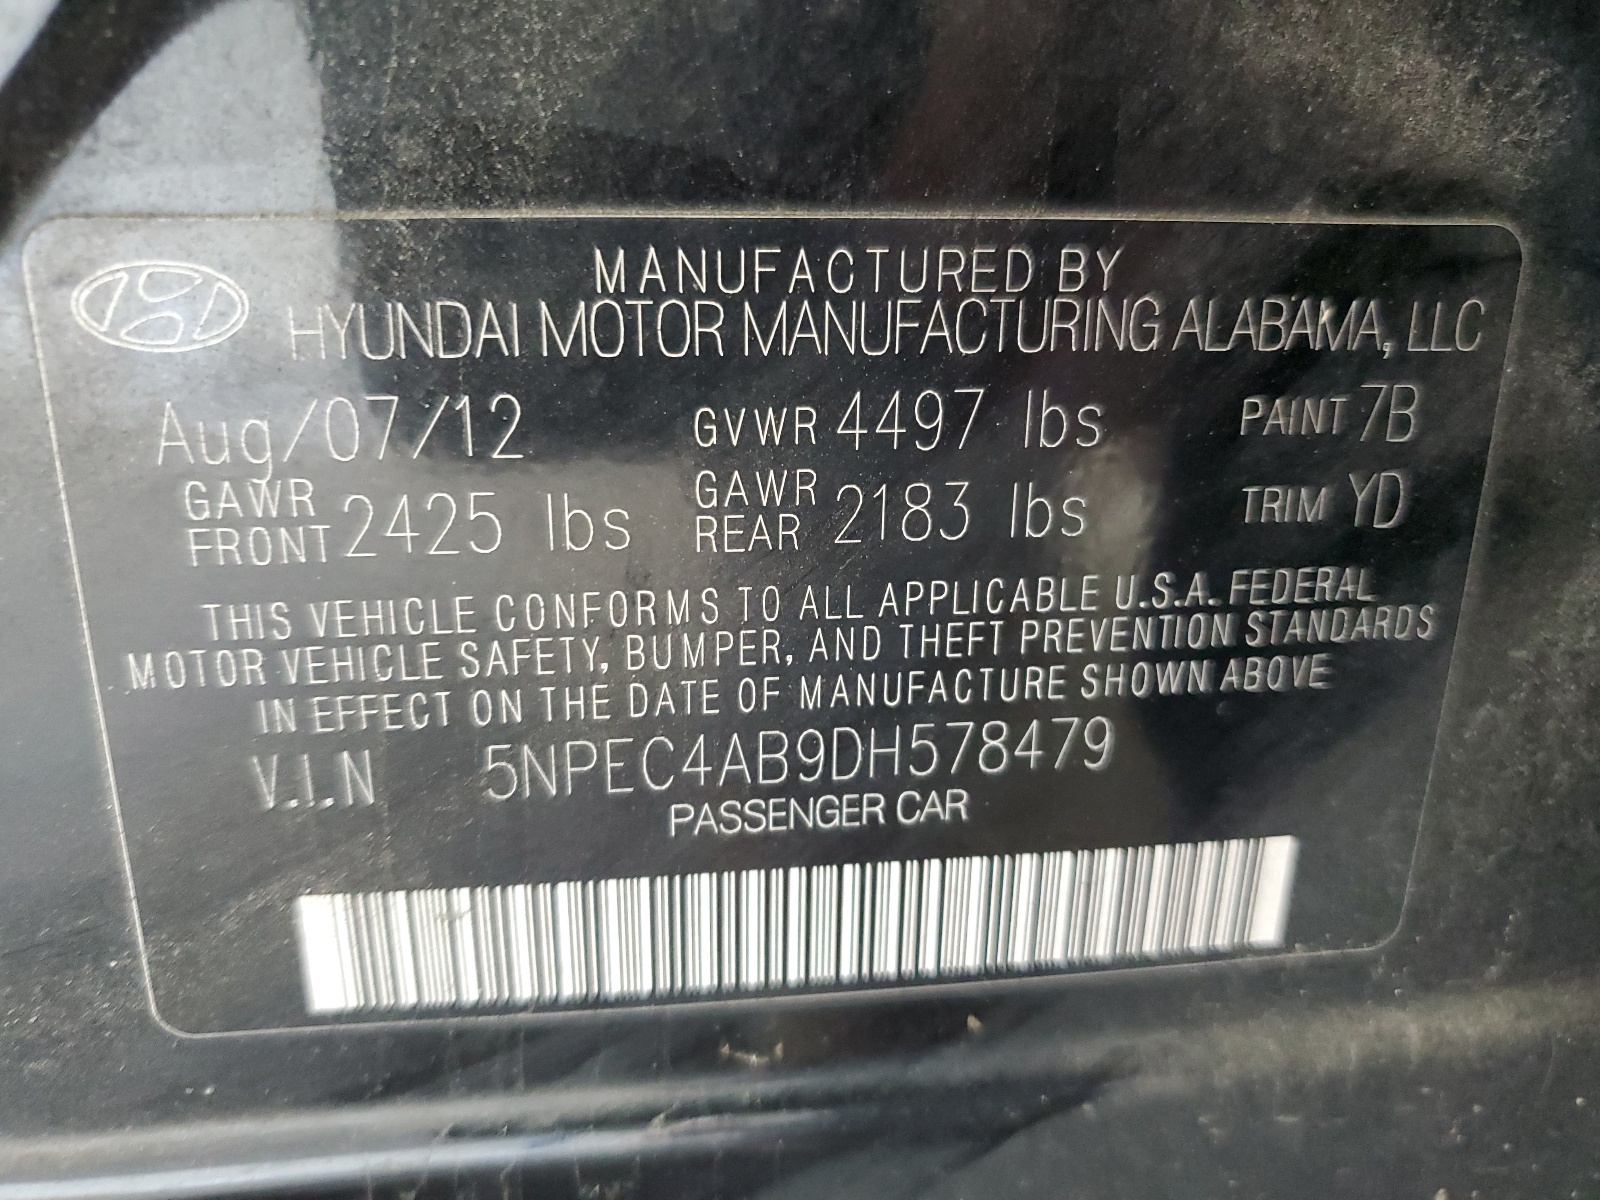 MANUFACTURED BY
HYUNDAI MOTOR MANUFACTURING ALABAMA, LLC
Aug/07/12 GVWR 4497 lbs PAINT 7B
GAWR FRONT 2425 lbs GAWR REAR 2183 lbs TRIM YD
THIS VEHICLE CONFORMS TO ALL APPLICABLE U.S.A. FEDERAL
MOTOR VEHICLE SAFETY, BUMPER, AND THEFT PREVENTION STANDARDS
IN EFFECT ON THE DATE OF MANUFACTURE SHOWN ABOVE
V.I.N 5NPEC4AB9DH578479
PASSENGER CAR